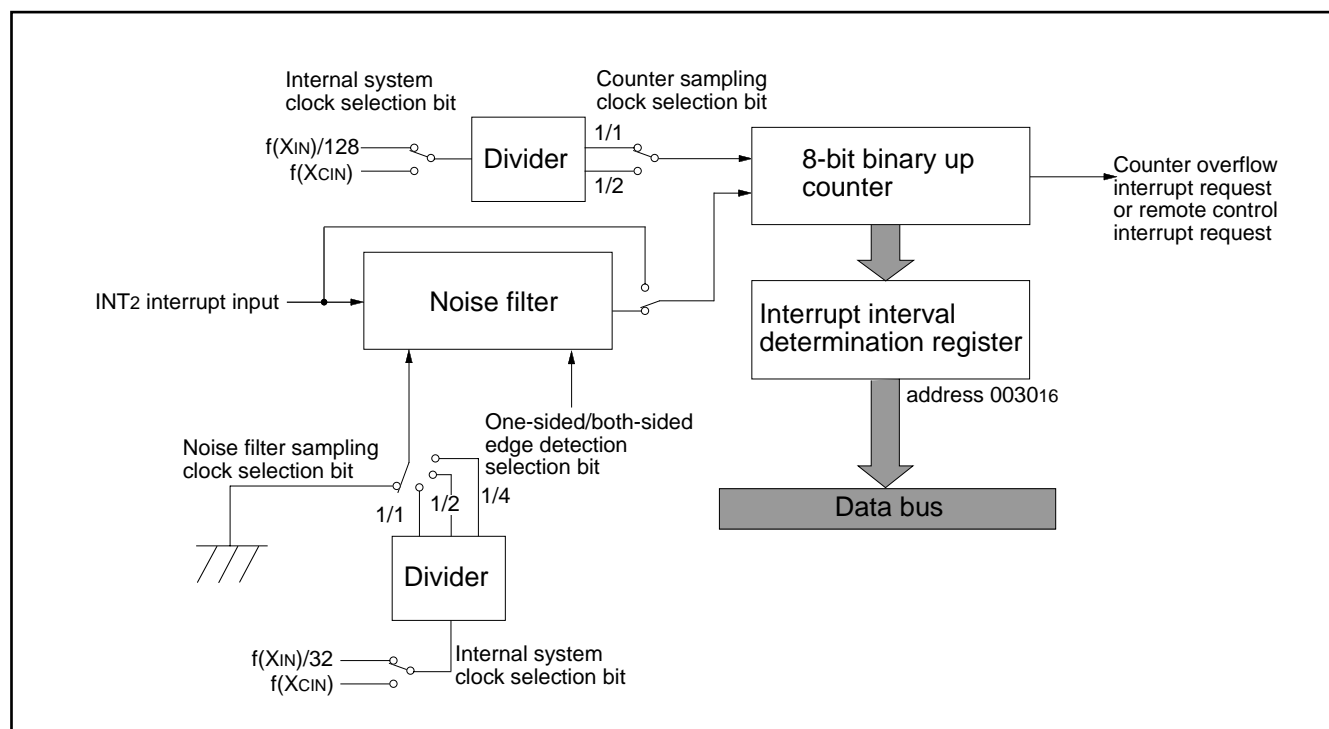 Internal system
clock selection bit
Counter sampling
clock selection bit
f(XIN)/128
f(XCIN)
Divider
1/1
1/2
8-bit binary up
counter
Counter overflow
interrupt request
or remote control
interrupt request
INT2 interrupt input
Noise filter
Interrupt interval
determination register
address 003016
One-sided/both-sided
edge detection
selection bit
Noise filter sampling
clock selection bit
1/1
1/2
1/4
Data bus
Divider
f(XIN)/32
f(XCIN)
Internal system
clock selection bit